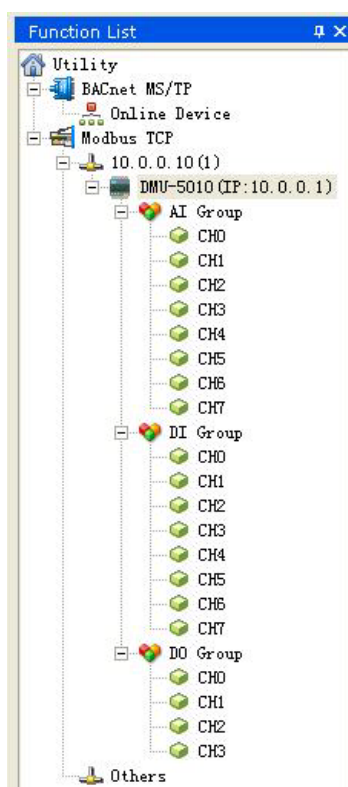 Function List
Utility
BACnet MS/TP
Online Device
Modbus TCP
10.0.0.10(1)
DMU-5010(IP:10.0.0.1)
AI Group
CH0
CH1
CH2
CH3
CH4
CH5
CH6
CH7
DI Group
CH0
CH1
CH2
CH3
CH4
CH5
CH6
CH7
DO Group
CH0
CH1
CH2
CH3
Others